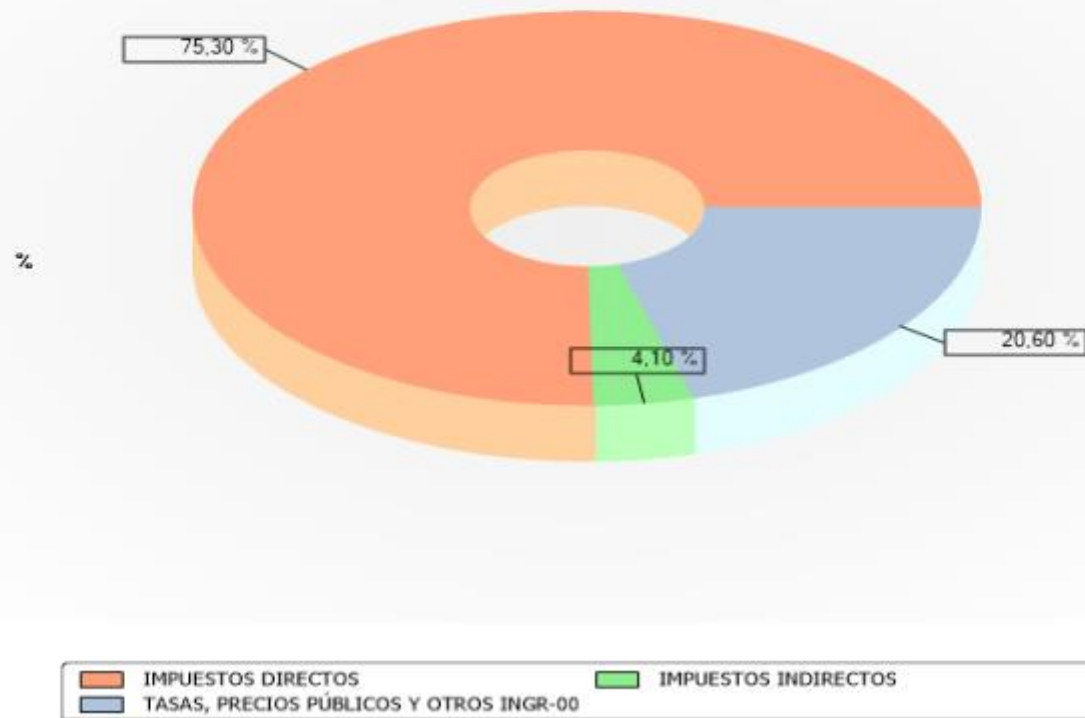 75,30 %
%
20,60 %
4,10 %
IMPUESTOS DIRECTOS
IMPUESTOS INDIRECTOS
TASAS, PRECIOS PÚBLICOS Y OTROS INGR-00